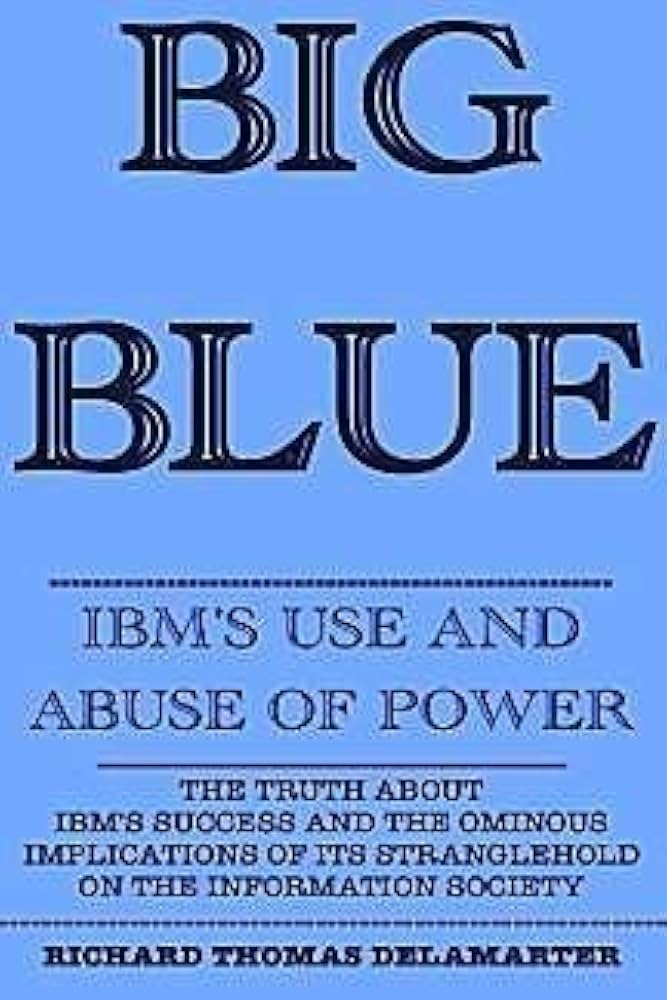 BIG
BLUE
IBM'S USE AND
ABUSE OF POWER
THE TRUTH ABOUT
IBM'S SUCCESS AND THE OMINOUS
IMPLICATIONS OF ITS STRANGLEHOLD
ON THE INFORMATION SOCIETY
RICHARD THOMAS DELAMARTER